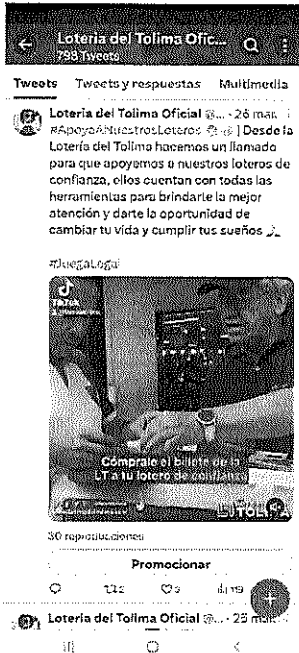 Lotería del Tolima Ofic...
793 Tweets
Tweets Tweets y respuestas Multimedia
Lotería del Tolima Oficial @... · 26 mar.
#ApoyaANuestrosLoteros | Desde la
Lotería del Tolima hacemos un llamado
para que apoyemos a nuestros loteros de
confianza, ellos cuentan con todas las
herramientas para brindarle la mejor
atención y darte la oportunidad de
cambiar tu vida y cumplir tus sueños
#JuegaLegal
TikTok
Cómprale el billete de la
LT a tu lotero de confianza
30 reproducciones
Promocionar
Lotería del Tolima Oficial @... · 25 mar.